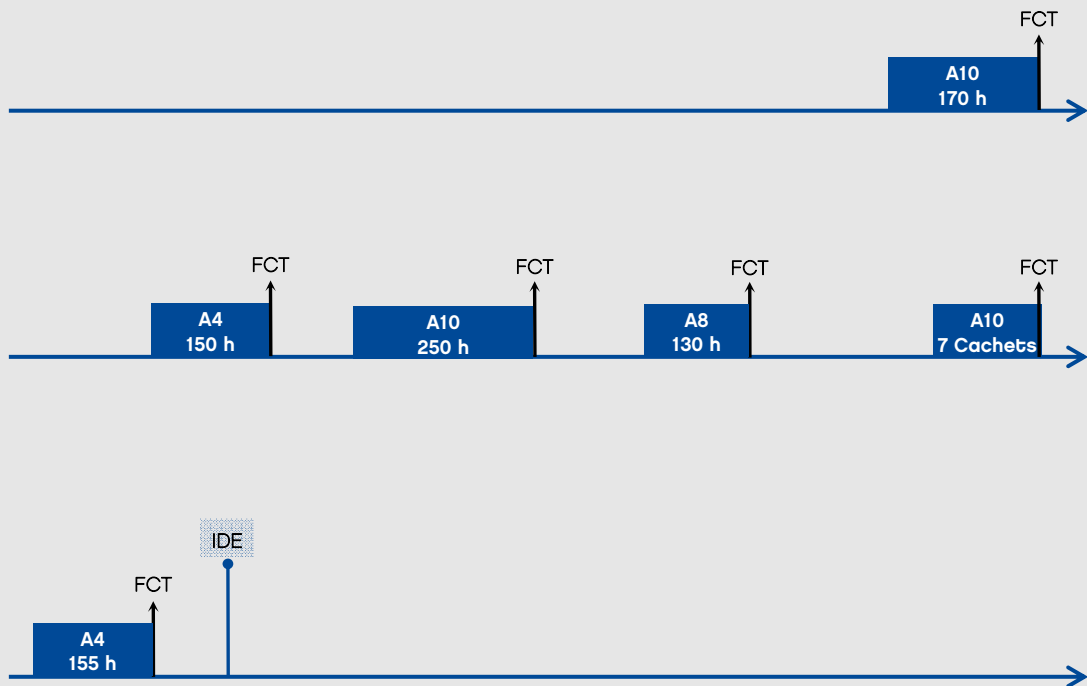 FCT
A10
170 h
FCT
FCT
FCT
FCT
A4
150 h
A10
250 h
A8
130 h
A10
7 Cachets
IDE
FCT
A4
155 h